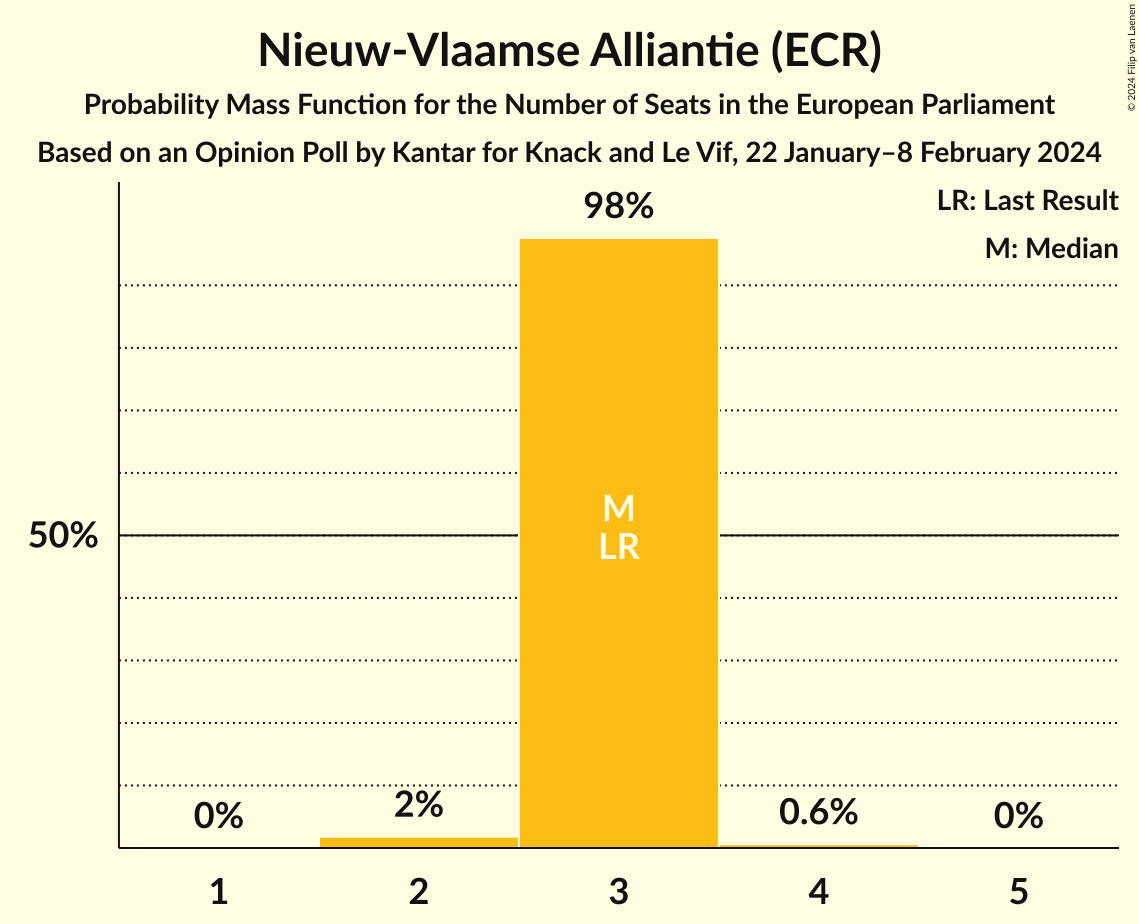 Nieuw-Vlaamse Alliantie (ECR)
Probability Mass Function for the Number of Seats in the European Parliament
Based on an Opinion Poll by Kantar for Knack and Le Vif, 22 January–8 February 2024
© 2024 Filip van Laenen
LR: Last Result
M: Median
98%
M
LR
50%
0%
2%
0.6%
0%
1 2 3 4 5